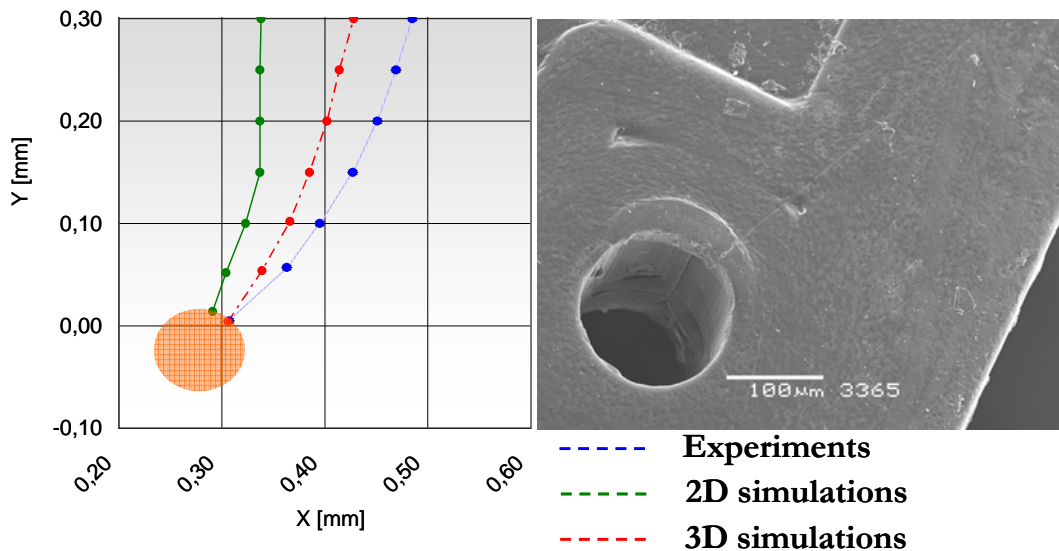 0,30
0,20
0,10
0,00
-0,10
Y [mm]
0,20
0,30
0,40
0,50
0,60
X [mm]
100µm 3365
Experiments
2D simulations
3D simulations